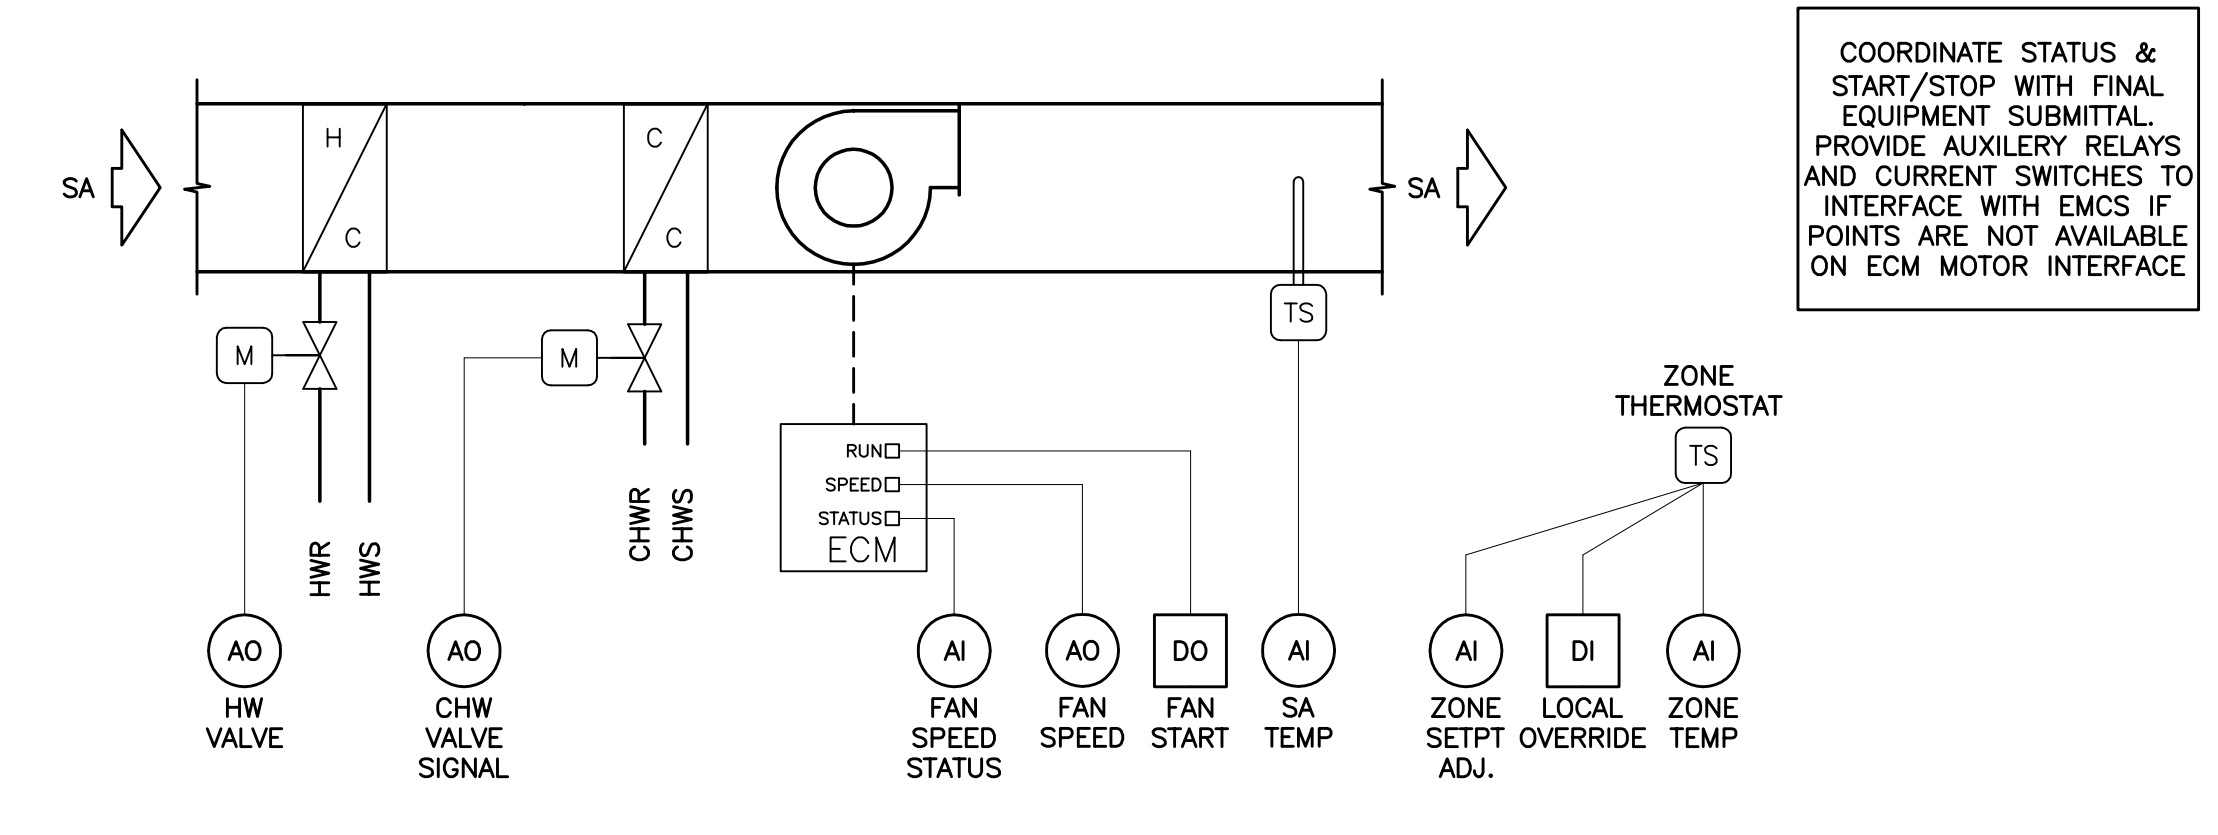 COORDINATE STATUS &
START/STOP WITH FINAL
EQUIPMENT SUBMITTAL.
PROVIDE AUXILERY RELAYS
AND CURRENT SWITCHES TO
INTERFACE WITH EMCS IF
POINTS ARE NOT AVAILABLE
ON ECM MOTOR INTERFACE
SA
H
C
C
C
SA
TS
M
M
ZONE
THERMOSTAT
TS
RUN
SPEED
STATUS
ECM
HWR
HWS
CHWR
CHWS
AO
HW
VALVE
AO
CHW
VALVE
SIGNAL
AI
FAN
SPEED
STATUS
AO
FAN
SPEED
DO
FAN
START
AI
SA
TEMP
AI
ZONE
SETPT
ADJ.
DI
LOCAL
OVERRIDE
AI
ZONE
TEMP